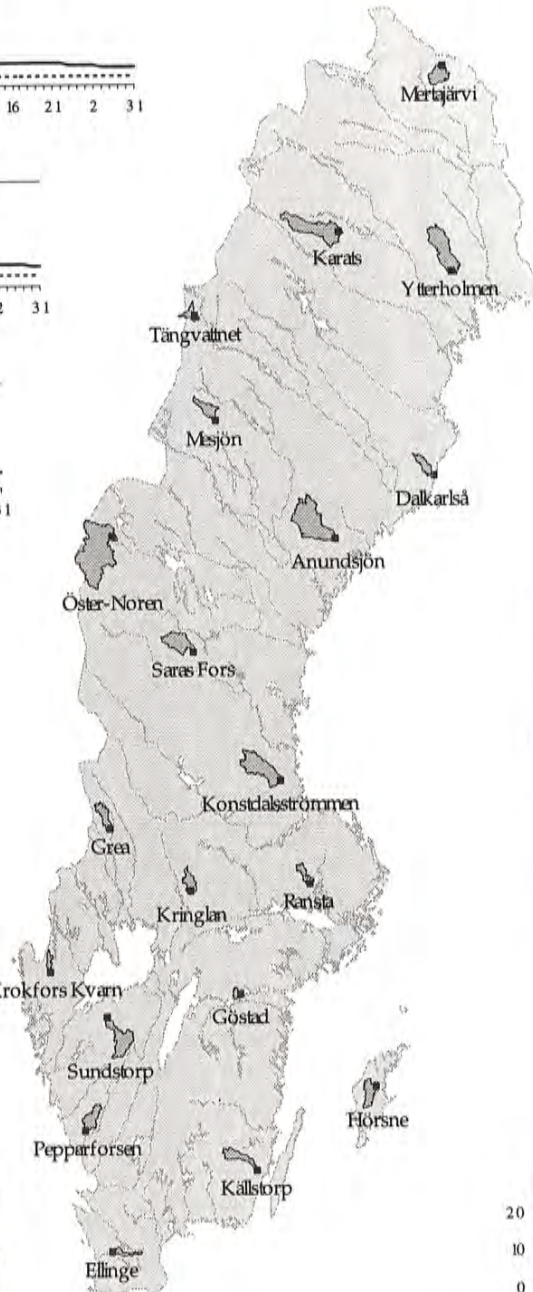 16 21 2 31
Mertajärvi
Karats
Ytterholmen
2 31
Tängvattnet
Mesjön
Dalkarlså
31
Anundsjön
Öster-Noren
Saras Fors
Konstdalsströmmen
Grea
Kringlan
Ransta
Krokfors Kvarn
Göstad
Sundstorp
Hörsne
Pepparforsen
Källstorp
20
10
Ellinge
0